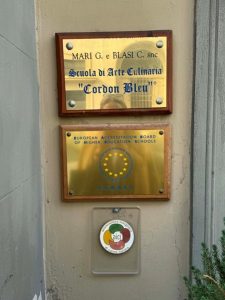 MARI G. e BLASI C. snc
Scuola di Arte Culinaria
"Cordon Bleu"
EUROPEAN ACCREDITATION BOARD
OF HIGHER EDUCATION SCHOOLS